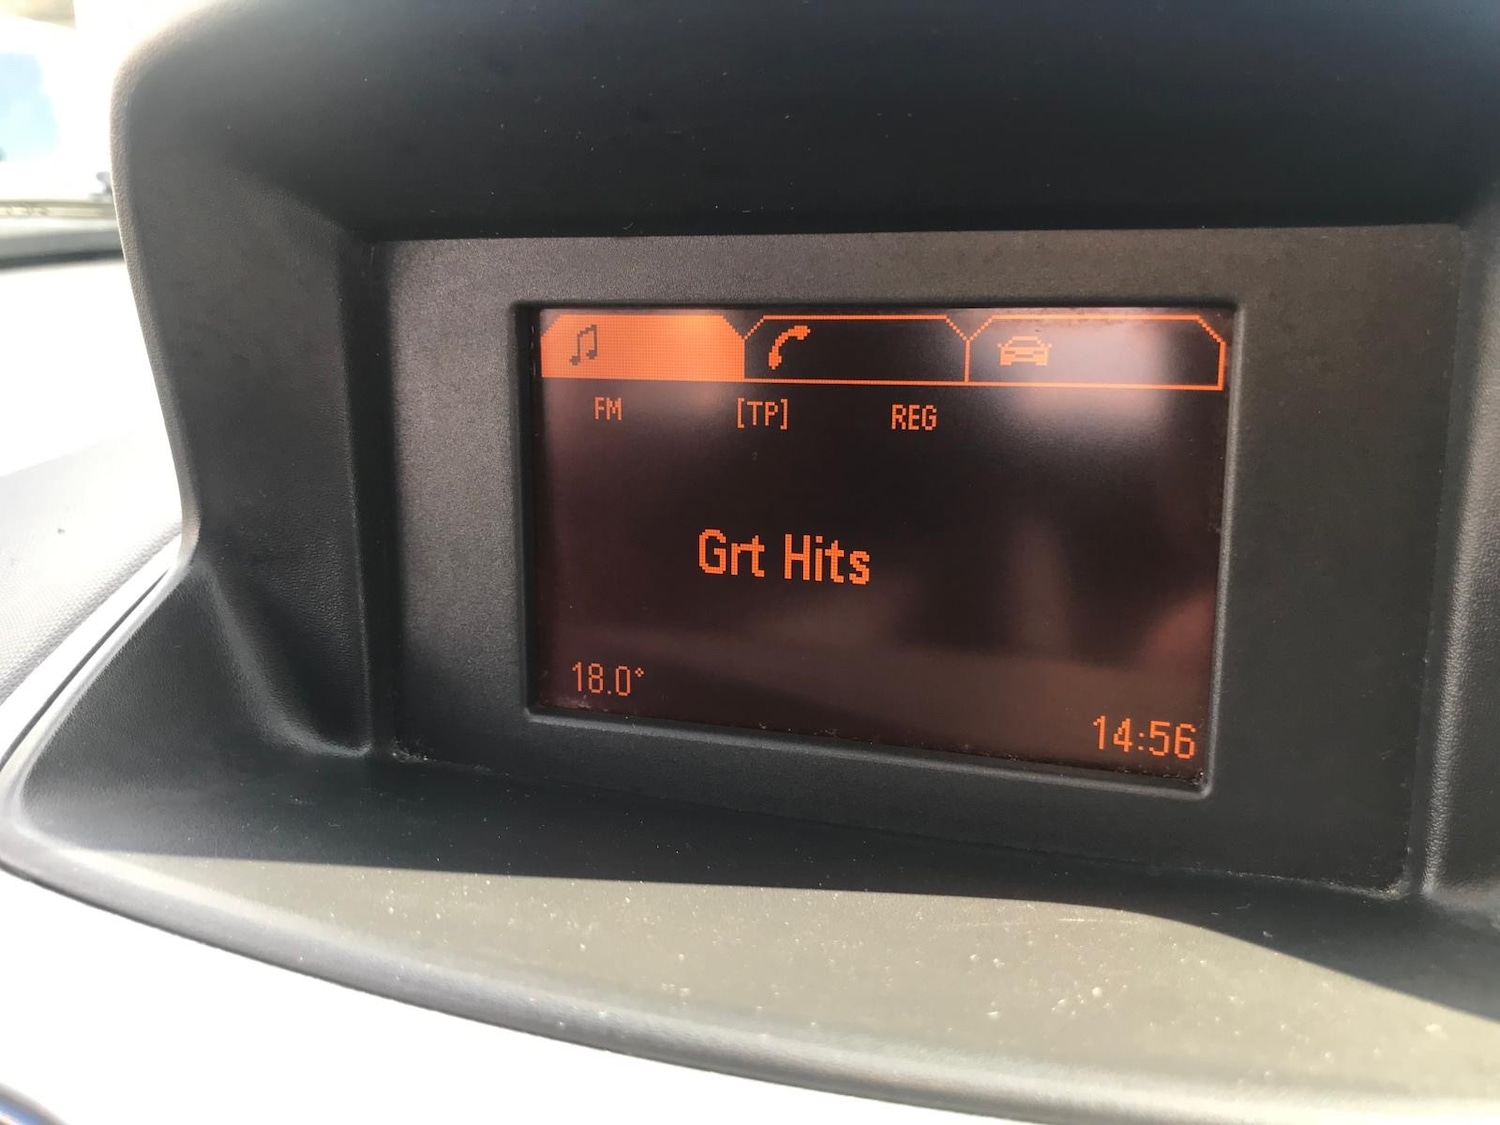 FM [TP] REG
Grt Hits
18.0°
14:56